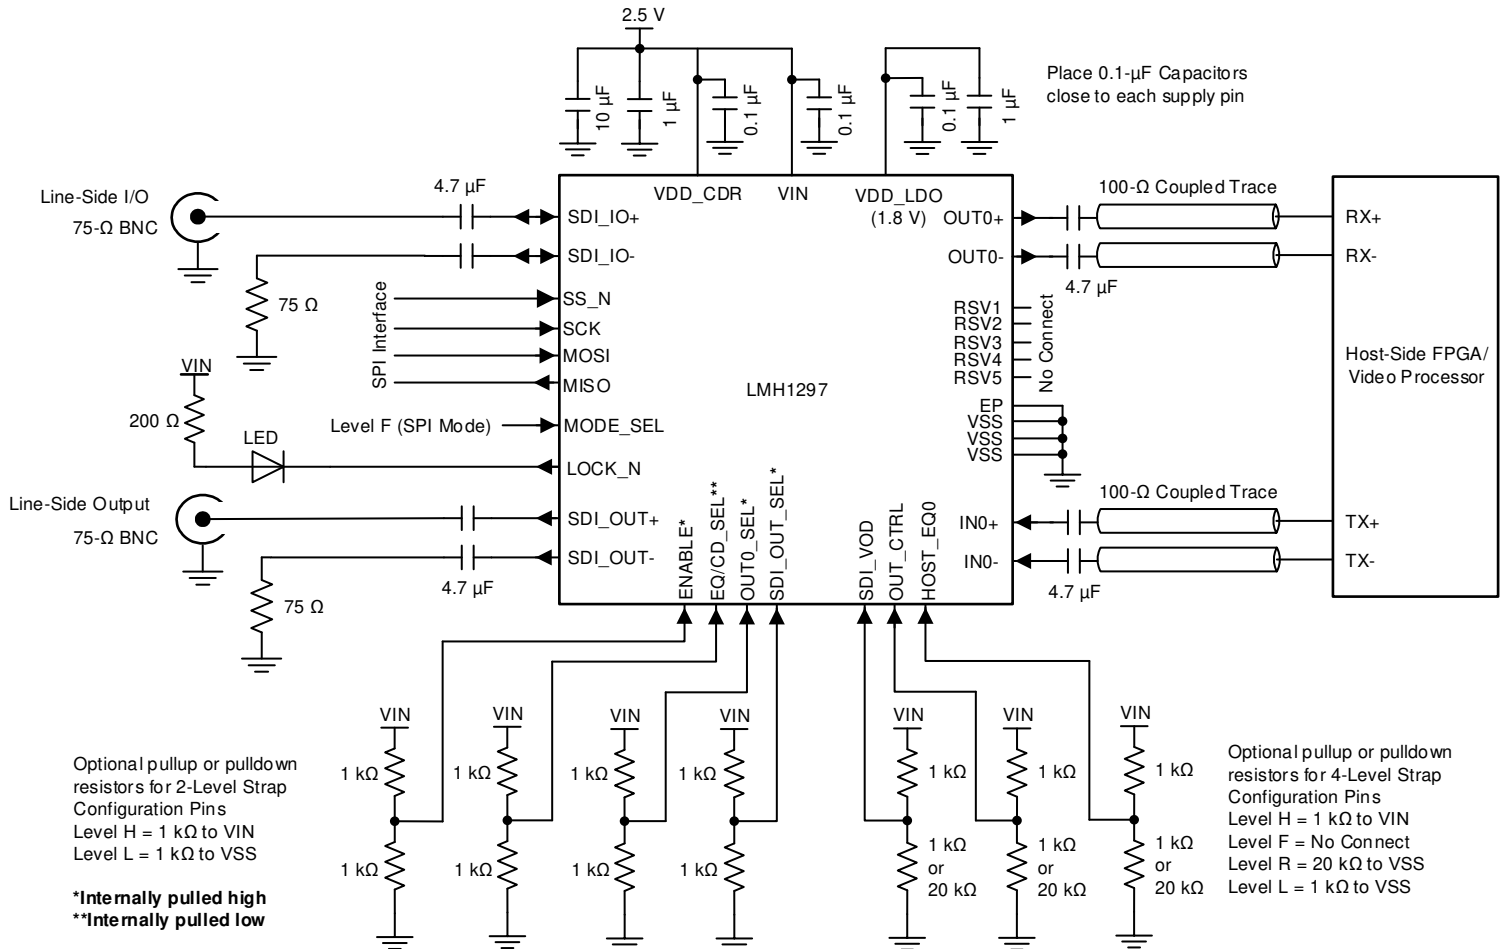 2.5 V
10 µF
1 µF
0.1 µF
0.1 µF
0.1 µF
1 µF
Place 0.1-µF Capacitors
close to each supply pin
Line-Side I/O
75-Ω BNC
4.7 µF
75 Ω
VDD_CDR
VIN
VDD_LDO
(1.8 V)
SDI_IO+
SDI_IO-
SS_N
SCK
MOSI
MISO
MODE_SEL
LOCK_N
SDI_OUT+
SDI_OUT-
SPI Interface
Level F (SPI Mode)
VIN
200 Ω
LED
Line-Side Output
75-Ω BNC
4.7 µF
75 Ω
LMH1297
OUT0+
OUT0-
RSV1
RSV2
RSV3
RSV4
RSV5
No Connect
EP
VSS
VSS
VSS
IN0+
IN0-
100-Ω Coupled Trace
4.7 µF
100-Ω Coupled Trace
4.7 µF
RX+
RX-
Host-Side FPGA/
Video Processor
TX+
TX-
ENABLE*
EQ/CD_SEL**
OUT0_SEL*
SDI_OUT_SEL*
SDI_VOD
OUT_CTRL
HOST_EQ0
VIN
1 kΩ
1 kΩ
VIN
1 kΩ
1 kΩ
VIN
1 kΩ
1 kΩ
VIN
1 kΩ
1 kΩ
VIN
1 kΩ
1 kΩ
or
20 kΩ
VIN
1 kΩ
1 kΩ
or
20 kΩ
VIN
1 kΩ
1 kΩ
or
20 kΩ
Optional pullup or pulldown
resistors for 2-Level Strap
Configuration Pins
Level H = 1 kΩ to VIN
Level L = 1 kΩ to VSS
*Internally pulled high
**Internally pulled low
Optional pullup or pulldown
resistors for 4-Level Strap
Configuration Pins
Level H = 1 kΩ to VIN
Level F = No Connect
Level R = 20 kΩ to VSS
Level L = 1 kΩ to VSS